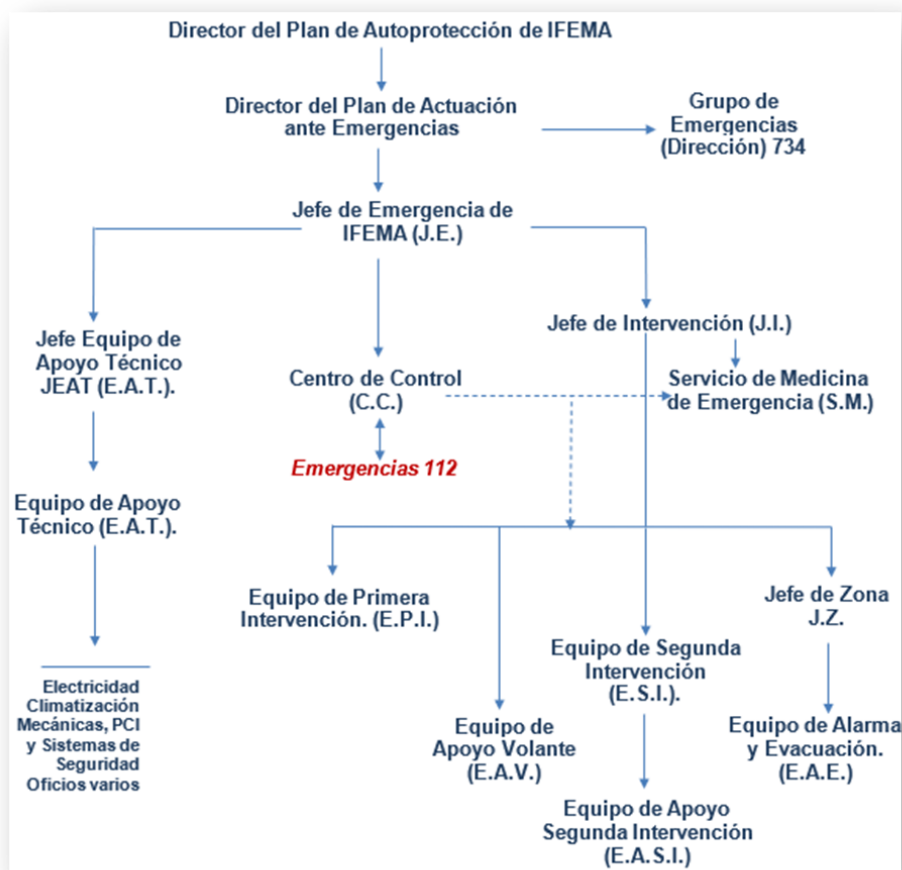 Director del Plan de Autoprotección de IFEMA
Director del Plan de Actuación
ante Emergencias
Grupo de
Emergencias
(Dirección) 734
Jefe de Emergencia de
IFEMA (J.E.)
Jefe Equipo de
Apoyo Técnico
JEAT (E.A.T.).
Centro de Control
(C.C.)
Emergencias 112
Jefe de Intervención (J.I.)
Servicio de Medicina
de Emergencia (S.M.)
Equipo de Apoyo
Técnico (E.A.T.).
Electricidad
Climatización
Mecánicas, PCI
y Sistemas de
Seguridad
Oficios varios
Equipo de Primera
Intervención. (E.P.I.)
Equipo de
Apoyo Volante
(E.A.V.)
Equipo de Segunda
Intervención
(E.S.I.).
Equipo de Apoyo
Segunda Intervención
(E.A.S.I.)
Jefe de Zona
J.Z.
Equipo de Alarma
y Evacuación.
(E.A.E.)